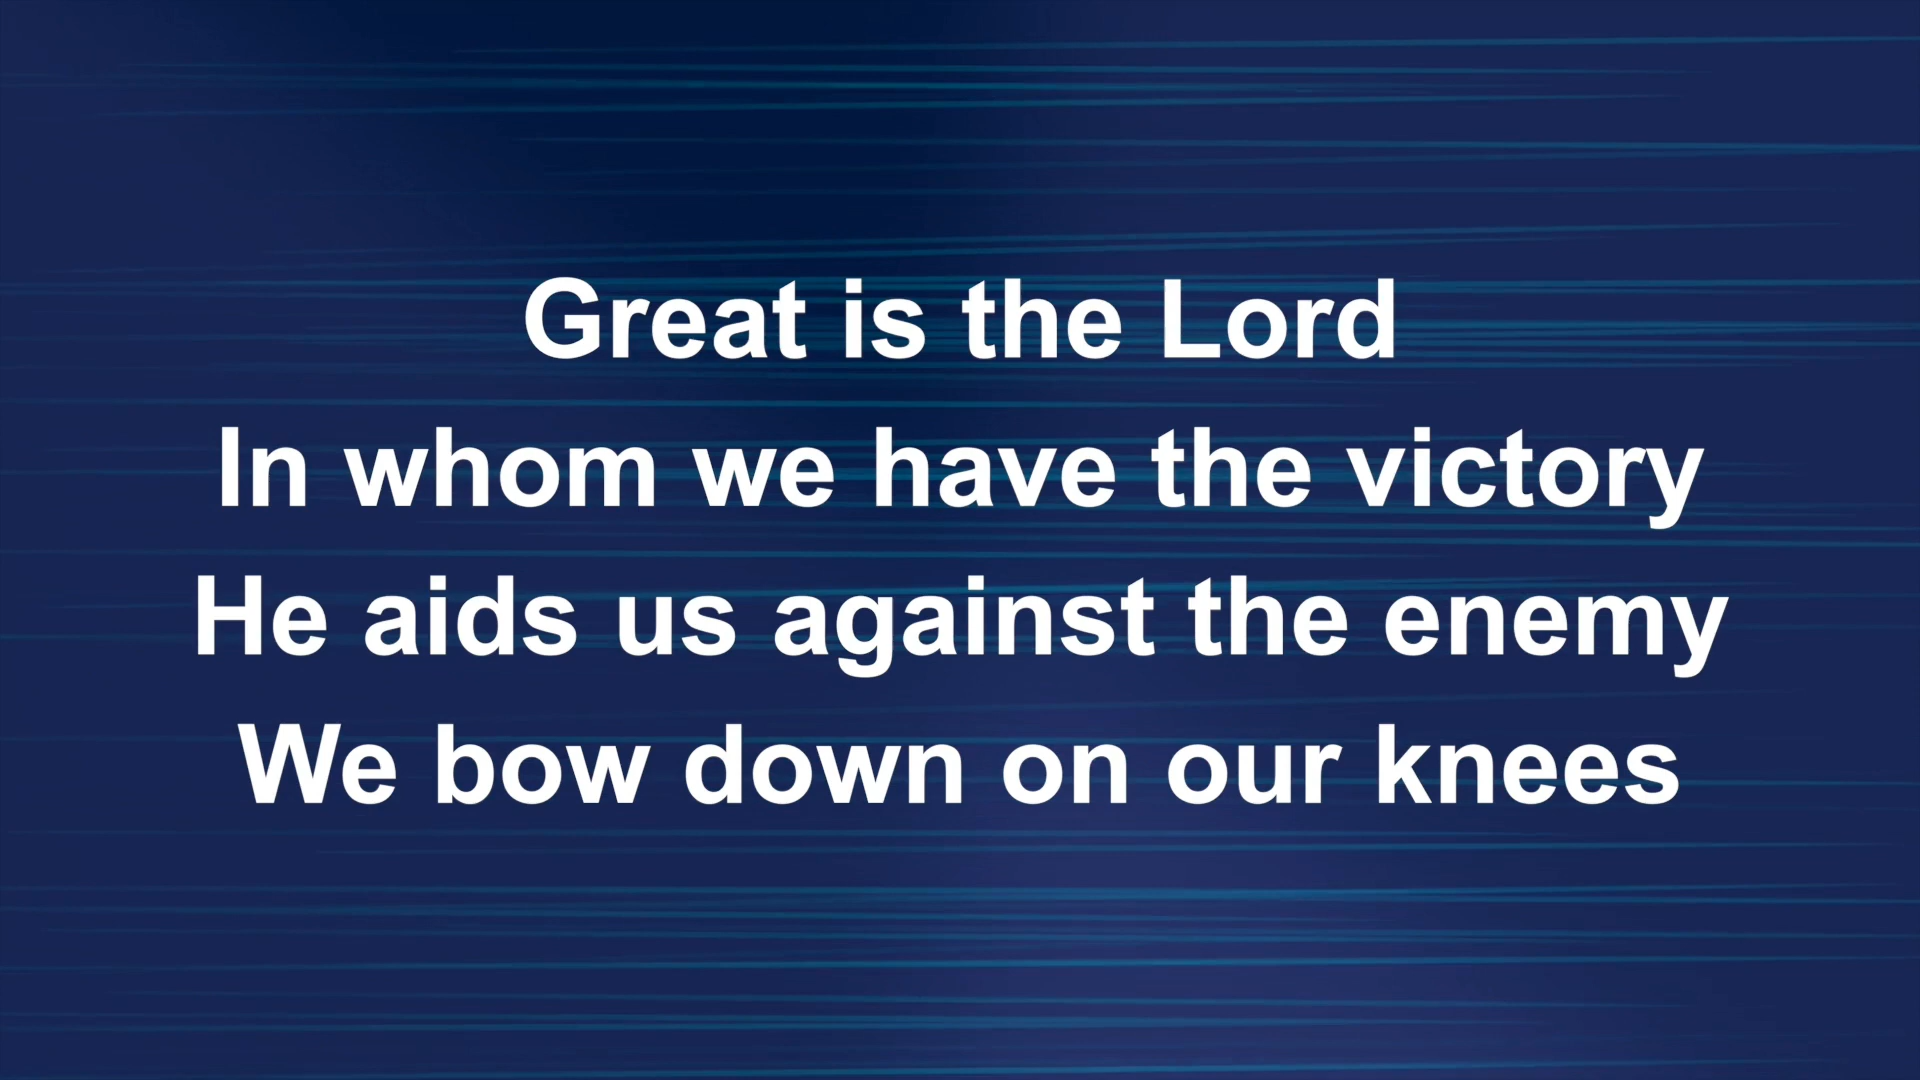 Great is the Lord
In whom we have the victory
He aids us against the enemy
We bow down on our knees